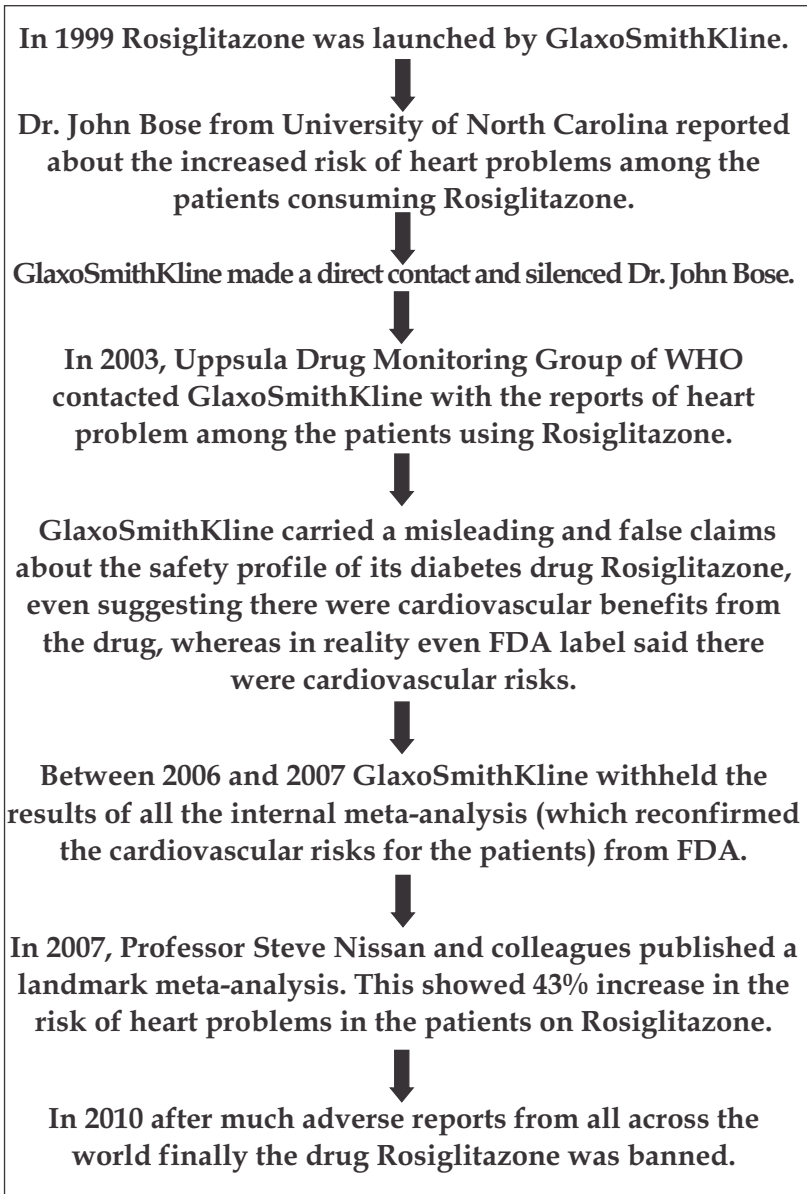 In 1999 Rosiglitazone was launched by GlaxoSmithKline.
Dr. John Bose from University of North Carolina reported
about the increased risk of heart problems among the
patients consuming Rosiglitazone.
GlaxoSmithKline made a direct contact and silenced Dr. John Bose.
In 2003, Uppsula Drug Monitoring Group of WHO
contacted GlaxoSmithKline with the reports of heart
problem among the patients using Rosiglitazone.
GlaxoSmithKline carried a misleading and false claims
about the safety profile of its diabetes drug Rosiglitazone,
even suggesting there were cardiovascular benefits from
the drug, whereas in reality even FDA label said there
were cardiovascular risks.
Between 2006 and 2007 GlaxoSmithKline withheld the
results of all the internal meta-analysis (which reconfirmed
the cardiovascular risks for the patients) from FDA.
In 2007, Professor Steve Nissan and colleagues published a
landmark meta-analysis. This showed 43% increase in the
risk of heart problems in the patients on Rosiglitazone.
In 2010 after much adverse reports from all across the
world finally the drug Rosiglitazone was banned.